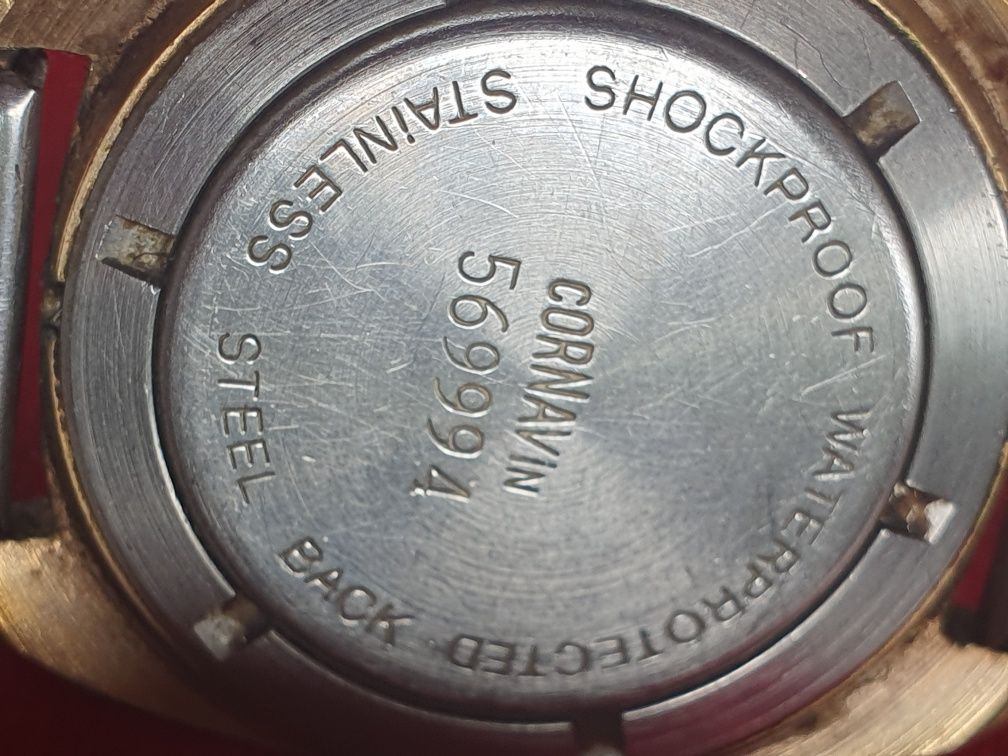 SHOCKPROOF WATERPROTECTED
STAiNLESS STEEL BACK
CORNAViN
569994